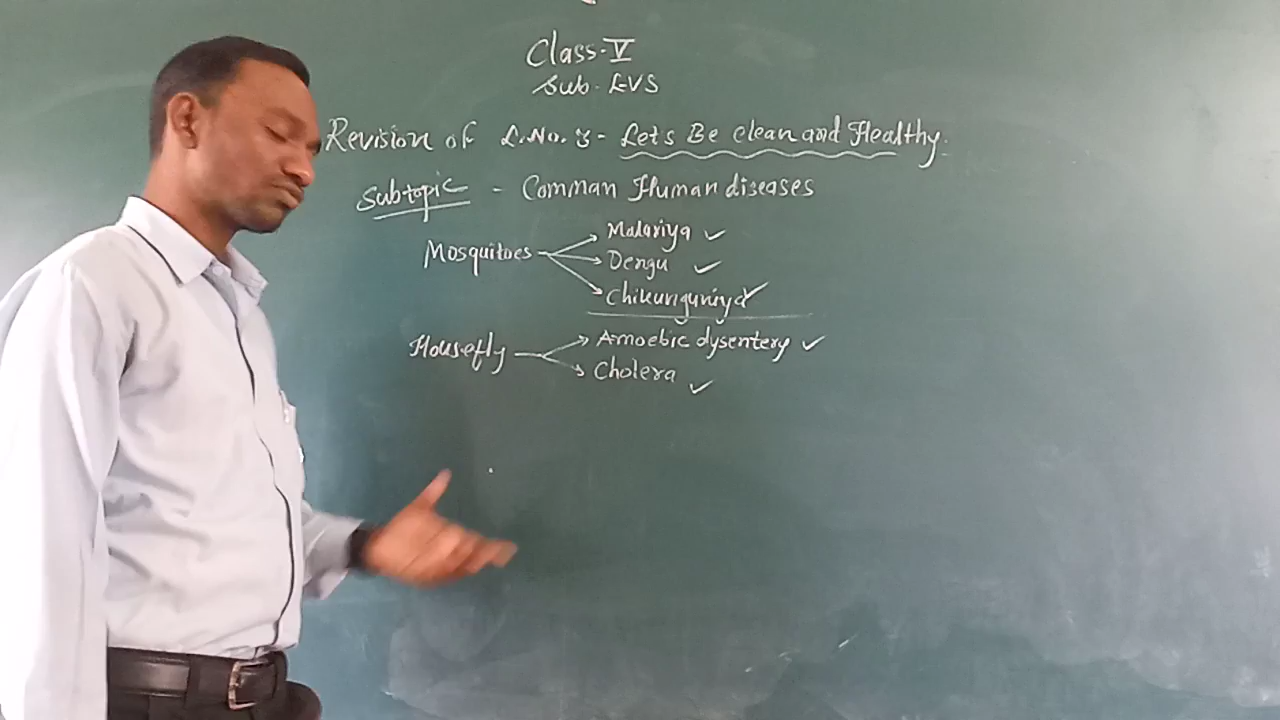 Class-V
Sub-EVS
Revision of L.No. 3- Lets Be clean and Healthy.
Subtopic - Comman Human diseases
Mosquitoes
Malariya ✓
Dengu ✓
Chikunguniya ✓
Housefly
Amoebic dysentery ✓
Cholera ✓